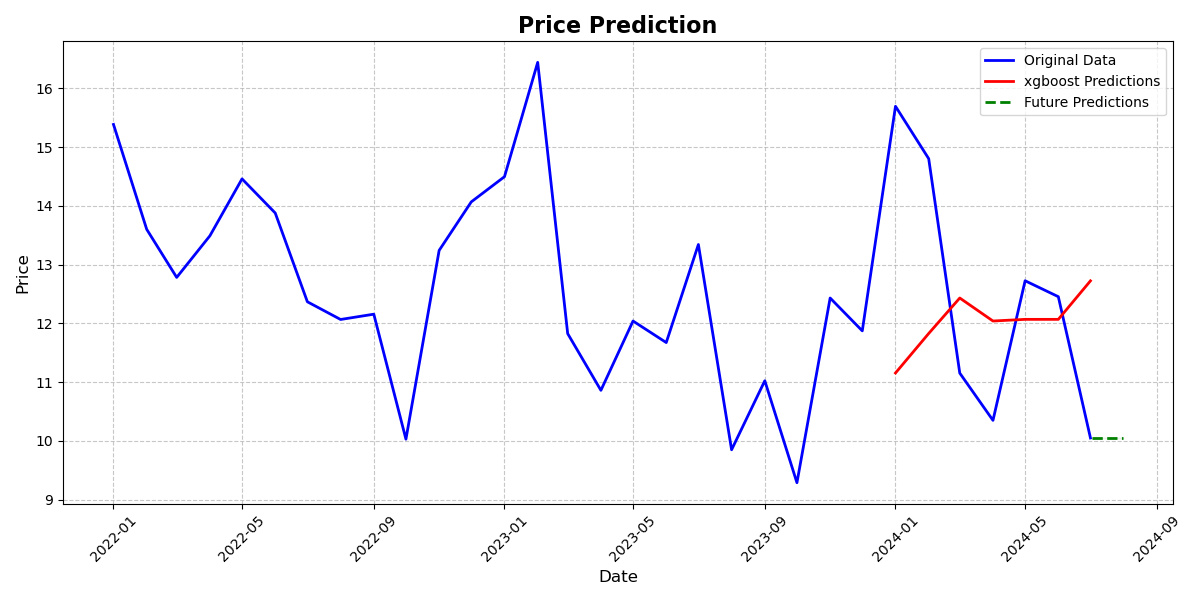 Price Prediction
Original Data
xgboost Predictions
Future Predictions
Price
16
15
14
13
12
11
10
9
2022-01
2022-05
2022-09
2023-01
2023-05
2023-09
2024-01
2024-05
2024-09
Date